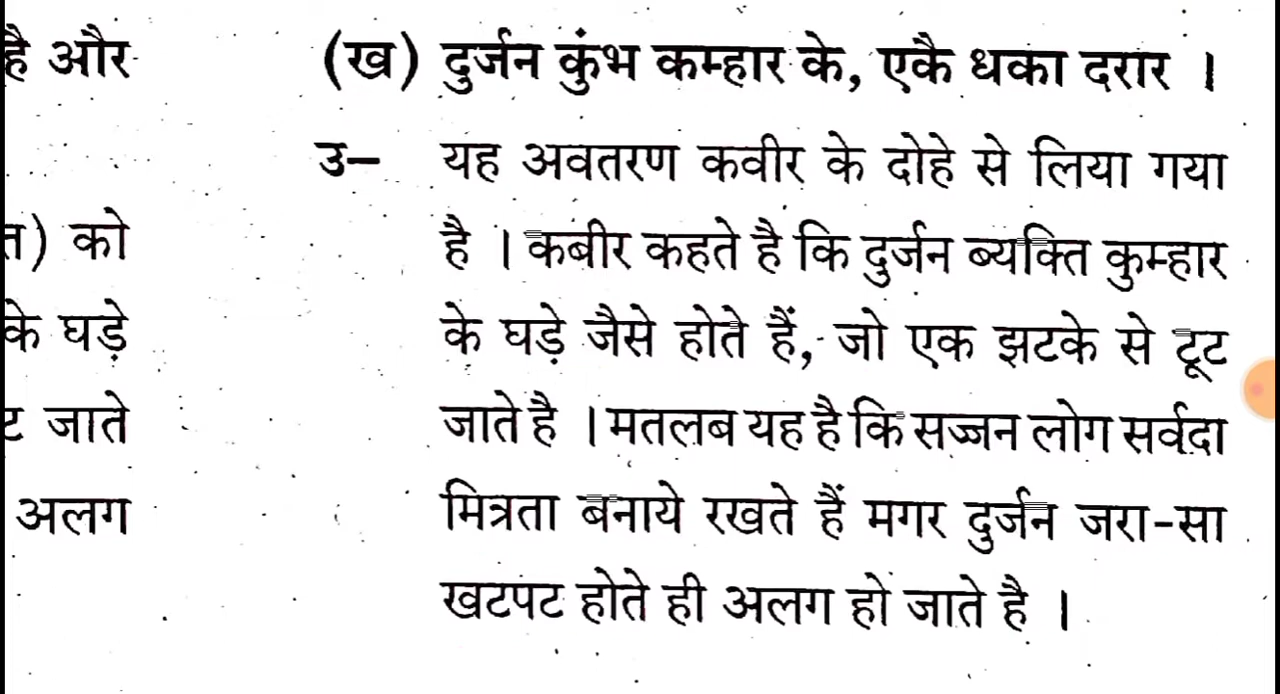 है और
त) को
के घड़े
ट जाते
अलग
(ख) दुर्जन कुंभ कम्हार के, एकै धका दरार ।
उ– यह अवतरण कवीर के दोहे से लिया गया
है । कबीर कहते है कि दुर्जन ब्यक्ति कुम्हार
के घड़े जैसे होते हैं, जो एक झटके से टूट
जाते है । मतलब यह है कि सज्जन लोग सर्वदा
मित्रता बनाये रखते हैं मगर दुर्जन जरा-सा
खटपट होते ही अलग हो जाते है ।